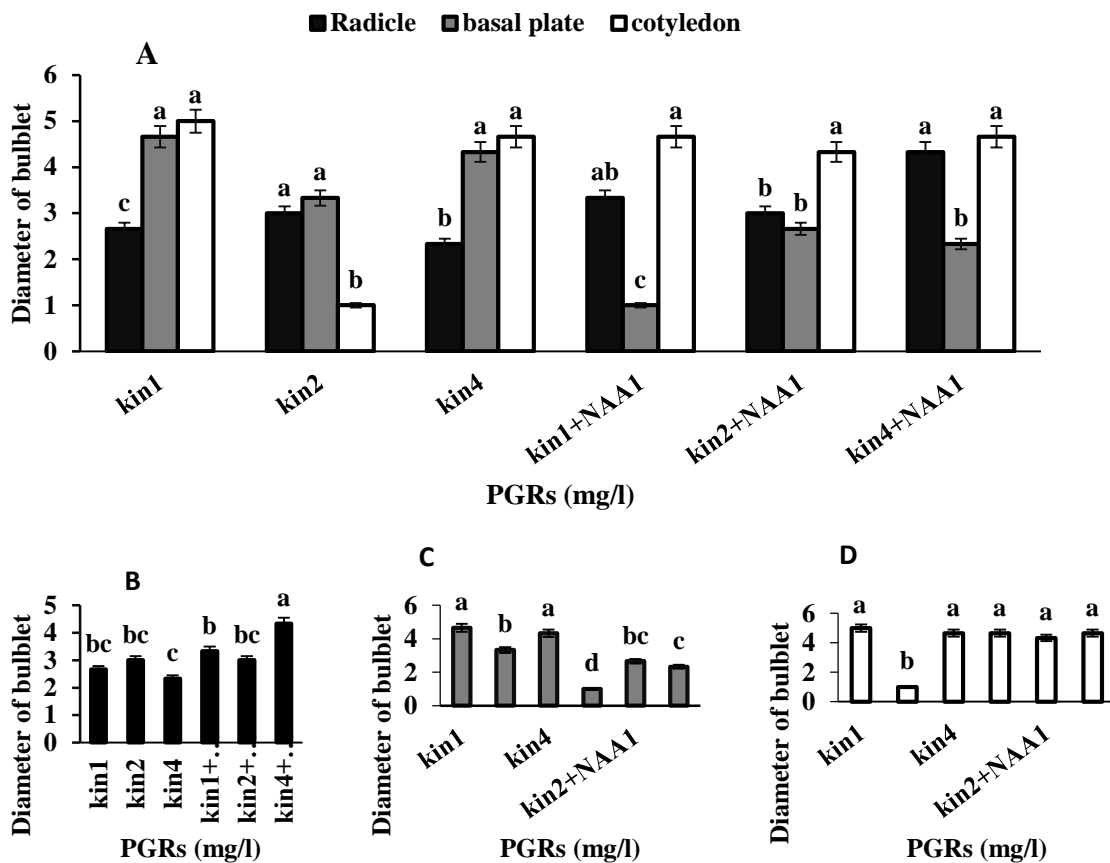 Radicle basal plate cotyledon
A
Diameter of bulblet
6
5
4
3
2
1
0
c a a
a a b
b a a
ab c a
b b a
a b a
kin1 kin2 kin4 kin1+NAA1 kin2+NAA1 kin4+NAA1
PGRs (mg/l)
B
Diameter of bulblet
5
4
3
2
1
0
bc bc c b bc a
kin1 kin2 kin4 kin1+… kin2+… kin4+…
PGRs (mg/l)
C
Diameter of bulblet
6
4
2
0
a b a d bc c
kin1 kin4 kin2+NAA1
PGRs (mg/l)
D
Diameter of bulblet
6
4
2
0
a b a a a a
kin1 kin4 kin2+NAA1
PGRs (mg/l)